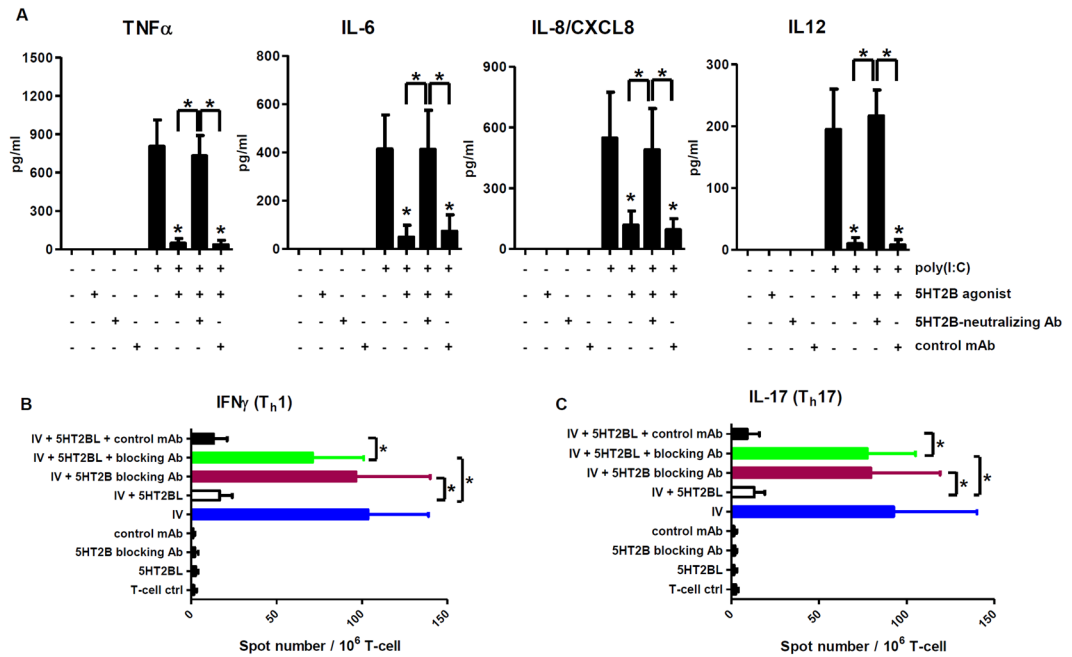 A
TNFα IL-6 IL-8/CXCL8 IL12
pg/ml pg/ml pg/ml pg/ml
1500 1200 900 600 300 0
800 600 400 200 0
900 600 300 0
300 200 100 0
* * * * * * * *
* * * * * * * *
- - - - + + + + - - - - + + + + - - - - + + + + - - - - + + + + poly(I:C)
- + - - - + + + - + - - - + + + - + - - - + + + - + - - - + + + 5HT2B agonist
- - + - - - + - - - + - - - + - - - + - - - + - - - + - - - + - 5HT2B-neutralizing Ab
- - - + - - - + - - - + - - - + - - - + - - - + - - - + - - - + control mAb
B
IFNγ (Th1)
IV + 5HT2BL + control mAb
IV + 5HT2BL + blocking Ab
IV + 5HT2B blocking Ab
IV + 5HT2BL
IV
control mAb
5HT2B blocking Ab
5HT2BL
T-cell ctrl
* * *
0 50 100 150
Spot number / 10⁶ T-cell
C
IL-17 (Th17)
IV + 5HT2BL + control mAb
IV + 5HT2BL + blocking Ab
IV + 5HT2B blocking Ab
IV + 5HT2BL
IV
control mAb
5HT2B blocking Ab
5HT2BL
T-cell ctrl
* * *
0 50 100 150
Spot number / 10⁶ T-cell